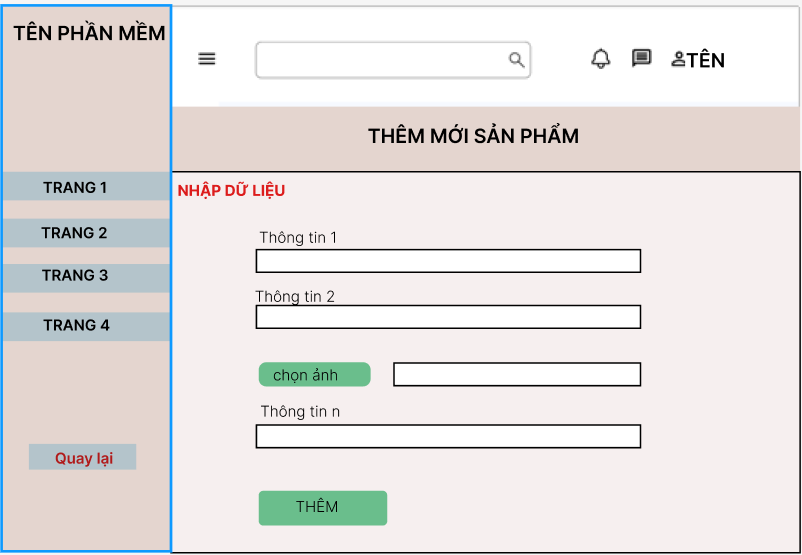 TÊN PHẦN MỀM
TÊN
THÊM MỚI SẢN PHẨM
TRANG 1
TRANG 2
TRANG 3
TRANG 4
Quay lại
NHẬP DỮ LIỆU
Thông tin 1
Thông tin 2
chọn ảnh
Thông tin n
THÊM